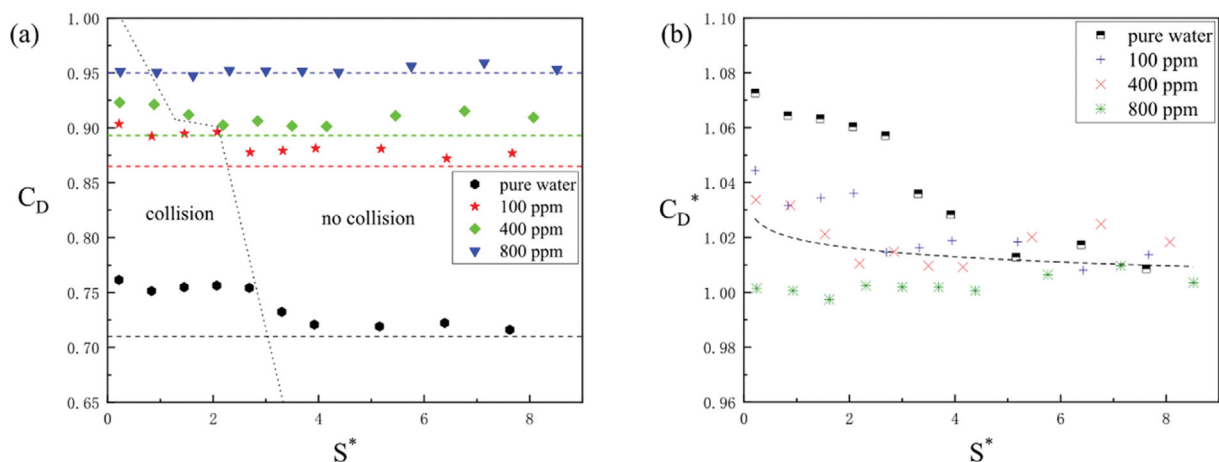 (a)
1.00
0.95
0.90
0.85
0.80
0.75
0.70
0.65
C_D
collision
no collision
pure water
100 ppm
400 ppm
800 ppm
0
2
4
6
8
S*
(b)
1.10
1.08
1.06
1.04
1.02
1.00
0.98
0.96
C_D*
pure water
100 ppm
400 ppm
800 ppm
0
2
4
6
8
S*